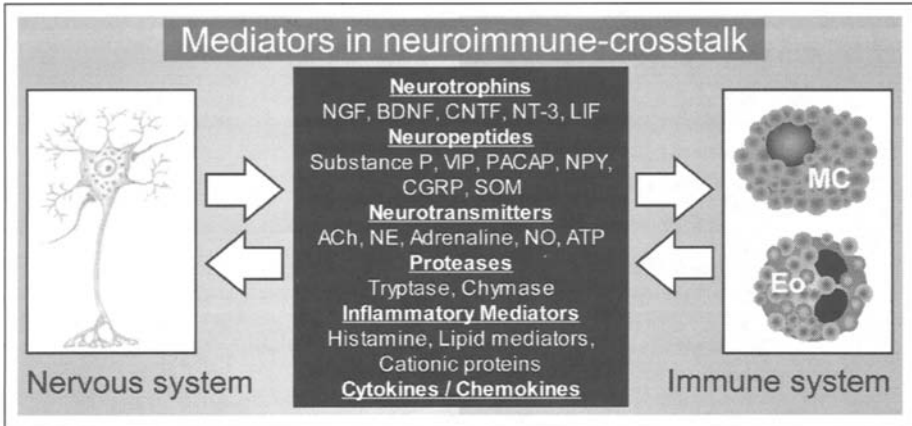 Mediators in neuroimmune-crosstalk
Neurotrophins
NGF, BDNF, CNTF, NT-3, LIF
Neuropeptides
Substance P, VIP, PACAP, NPY,
CGRP, SOM
Neurotransmitters
ACh, NE, Adrenaline, NO, ATP
Proteases
Tryptase, Chymase
Inflammatory Mediators
Histamine, Lipid mediators,
Cationic proteins
Cytokines / Chemokines
Nervous system
MC
Eo
Immune system